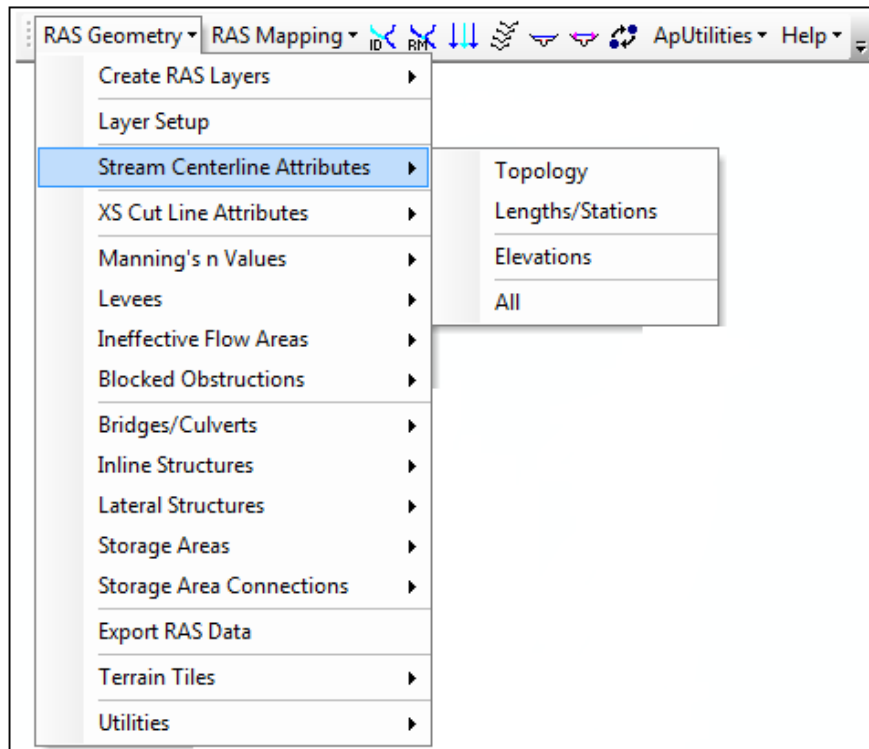 RAS Geometry RAS Mapping ID RM ApUtilities Help
Create RAS Layers
Layer Setup
Stream Centerline Attributes
Topology
Lengths/Stations
Elevations
All
XS Cut Line Attributes
Manning's n Values
Levees
Ineffective Flow Areas
Blocked Obstructions
Bridges/Culverts
Inline Structures
Lateral Structures
Storage Areas
Storage Area Connections
Export RAS Data
Terrain Tiles
Utilities